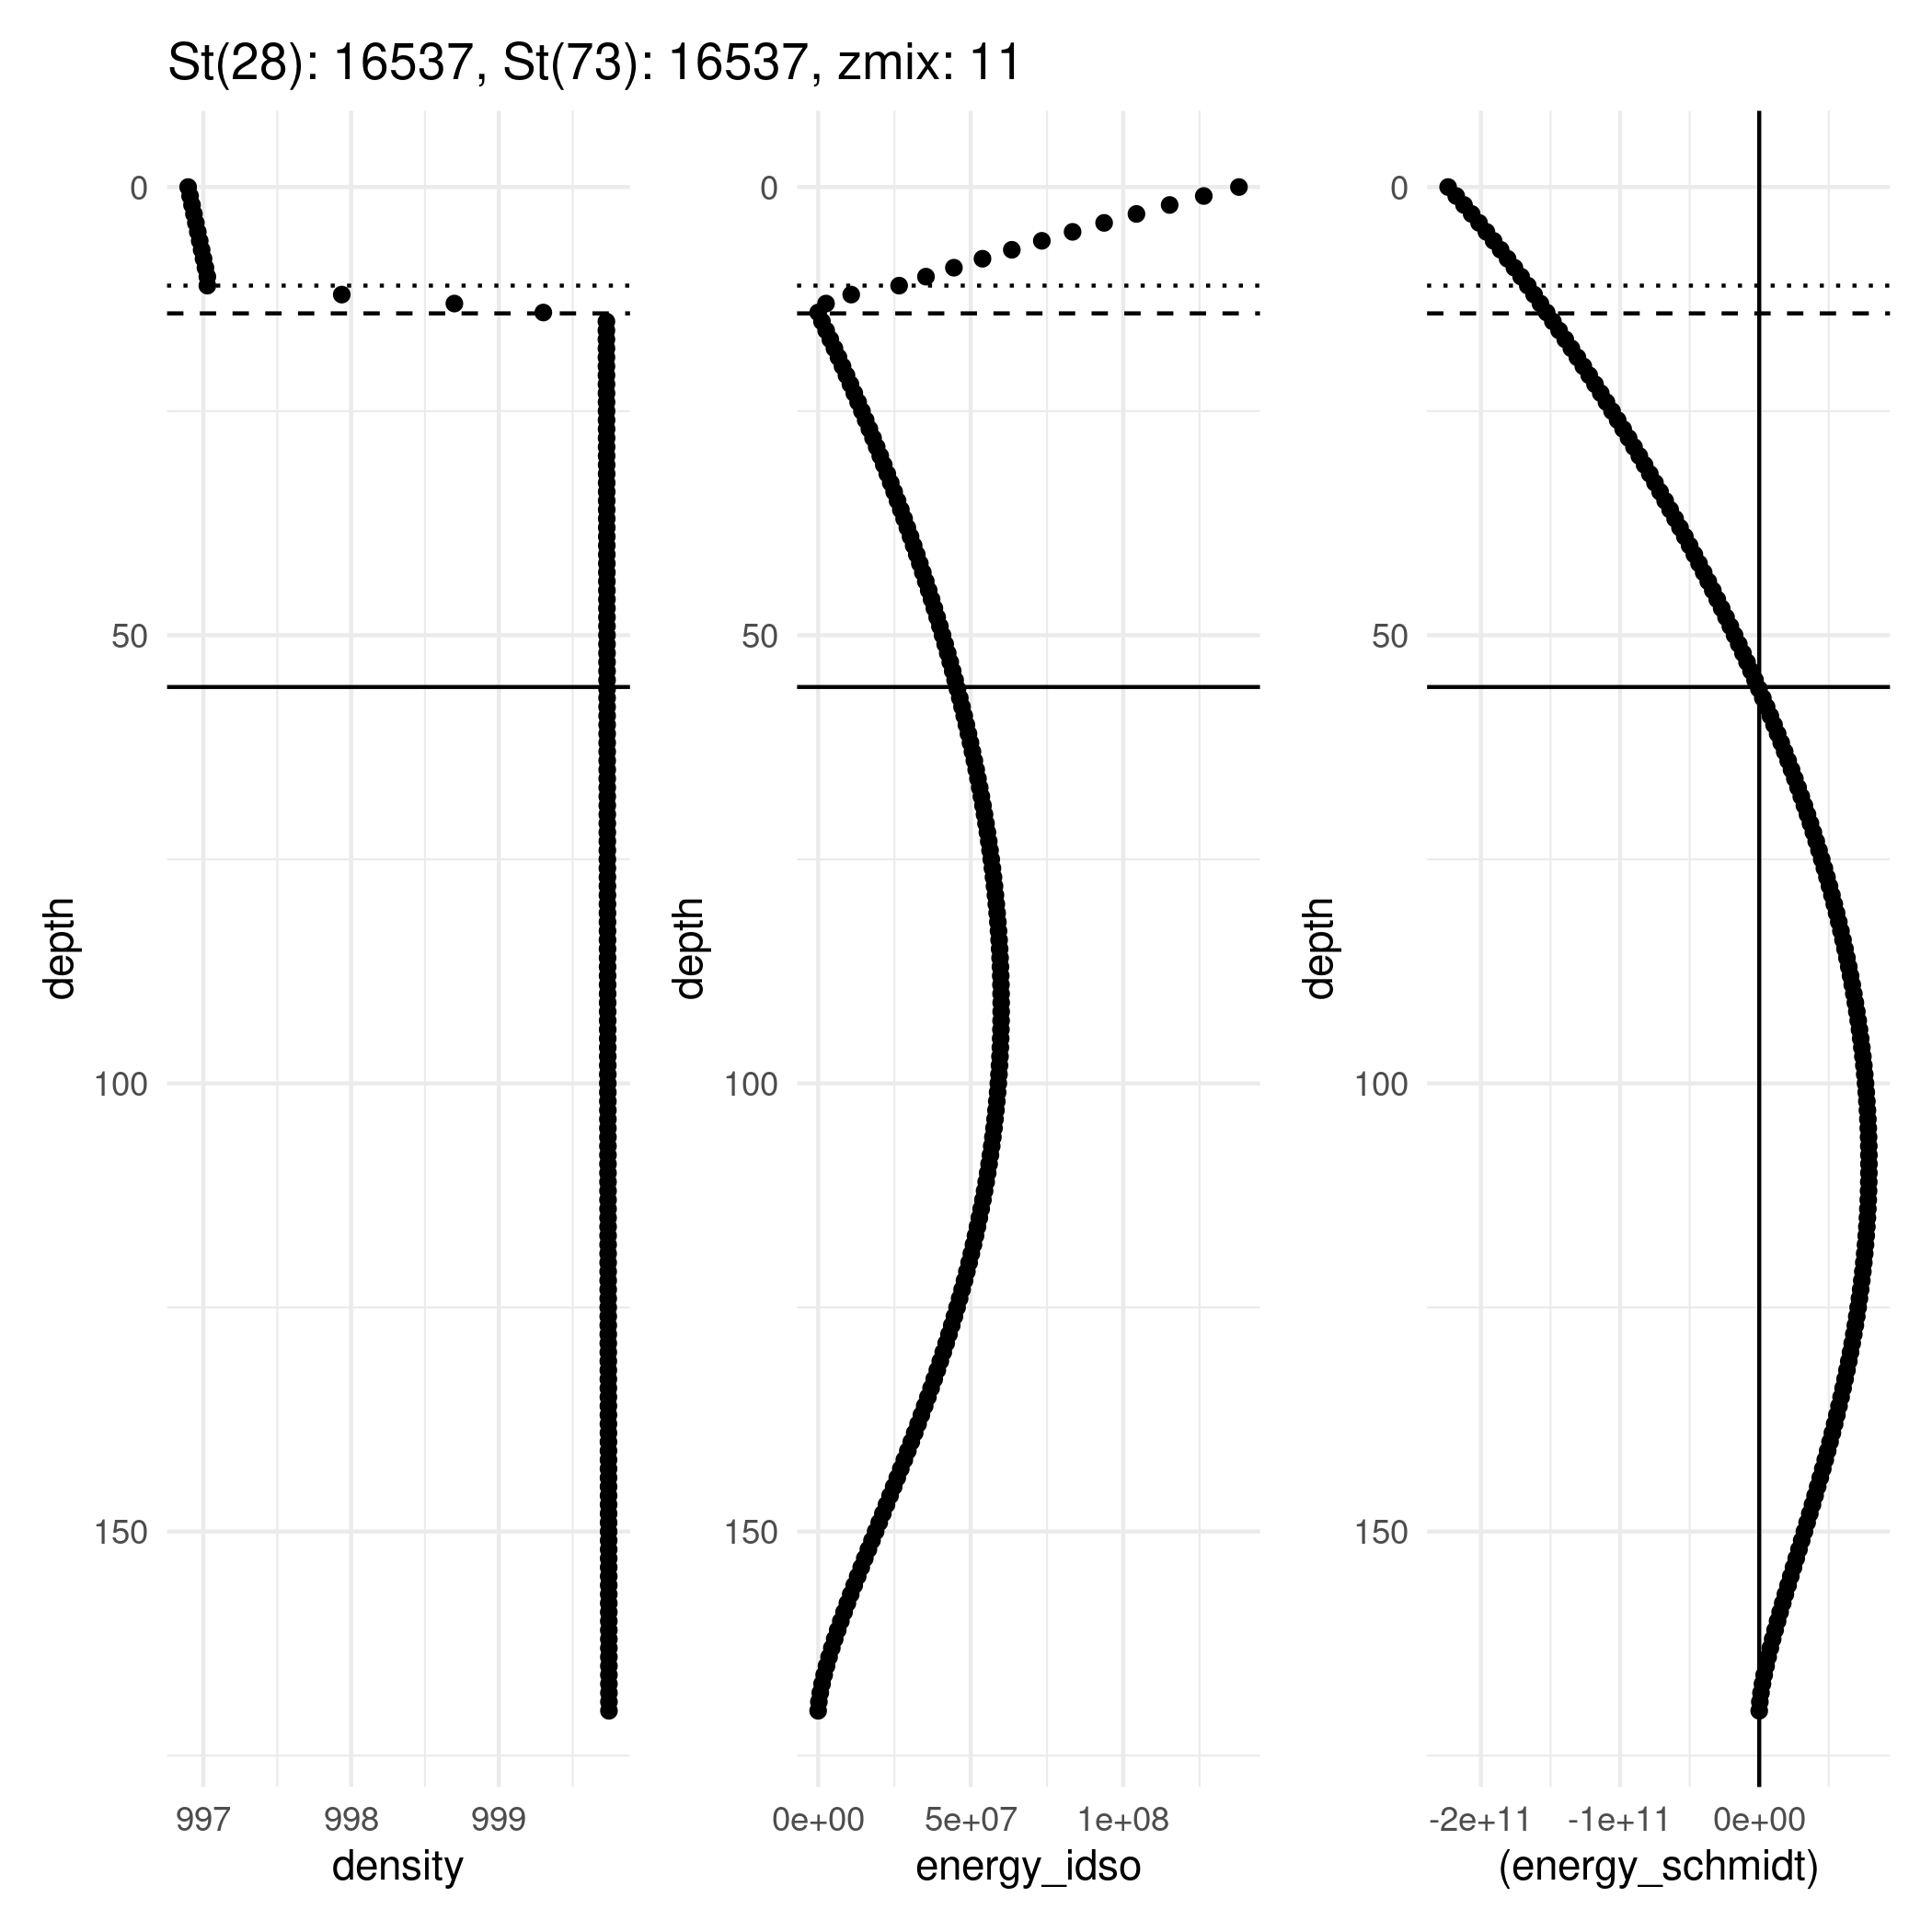 St(28): 16537, St(73): 16537, zmix: 11
0
50
100
150
depth
997 998 999
density
0
50
100
150
depth
0e+00 5e+07 1e+08
energy_idso
0
50
100
150
depth
-2e+11 -1e+11 0e+00
(energy_schmidt)